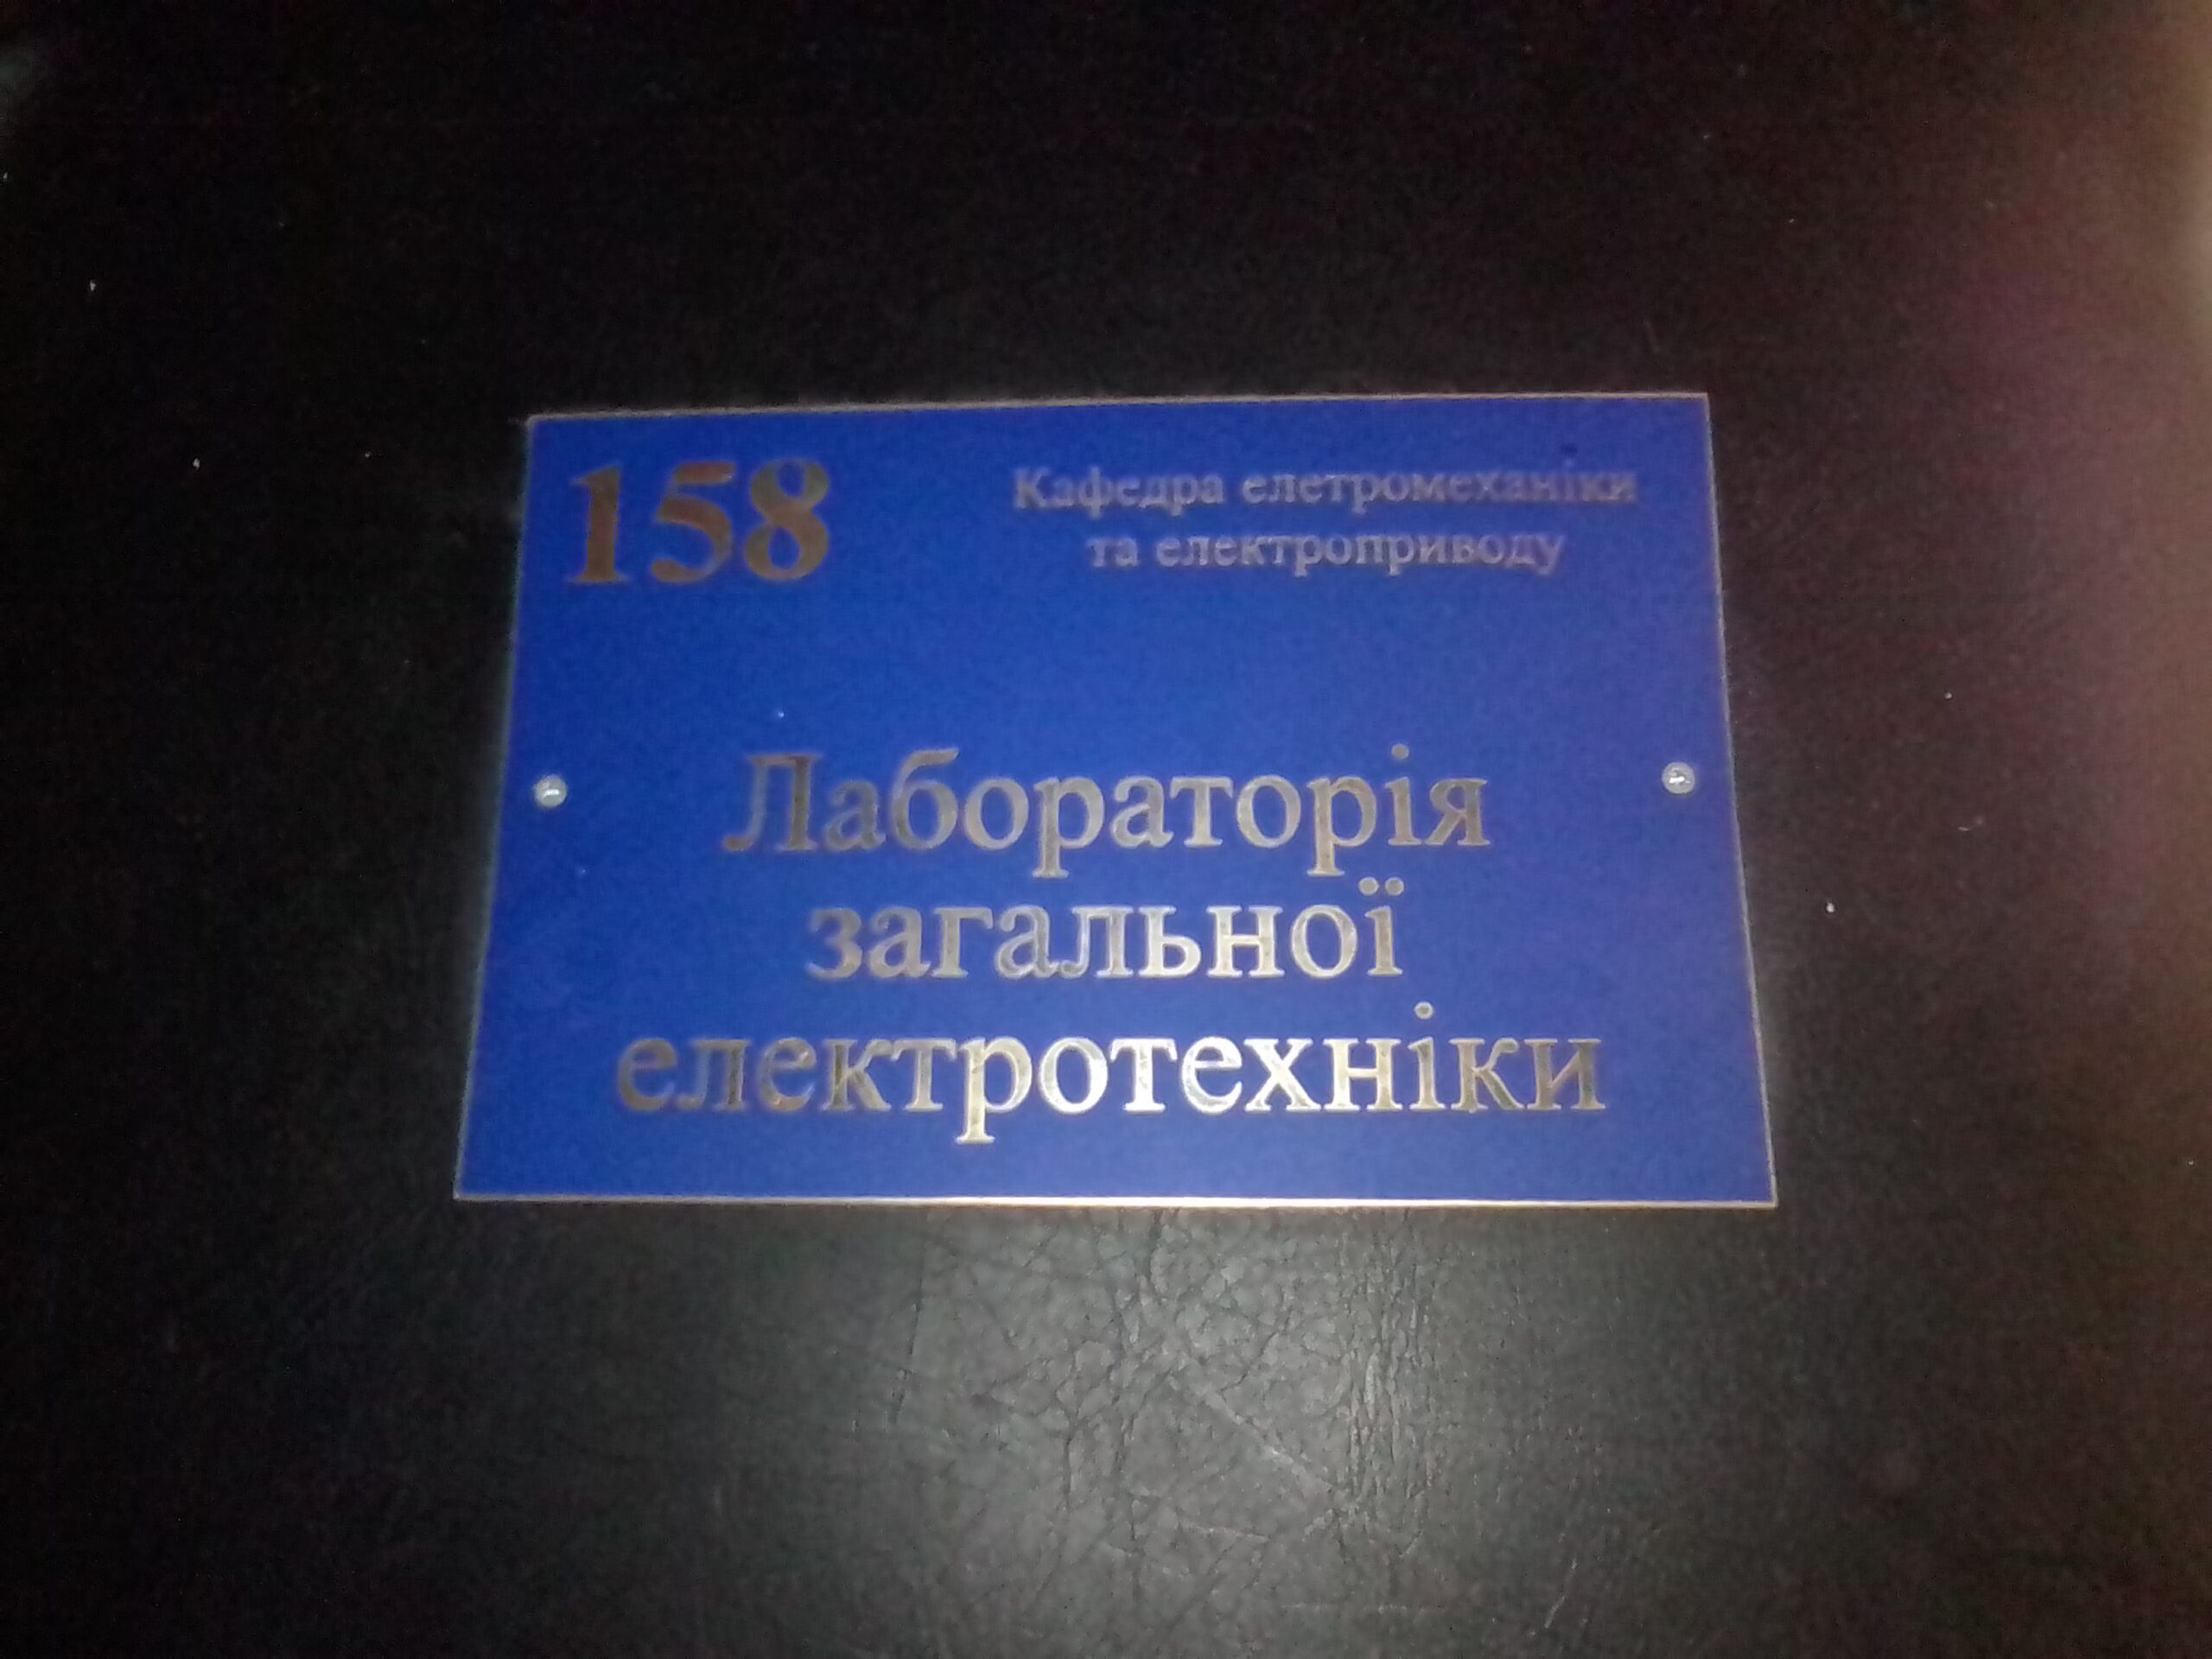 158
Кафедра елетромеханіки
та електроприводу
Лабораторія
загальної
електротехніки